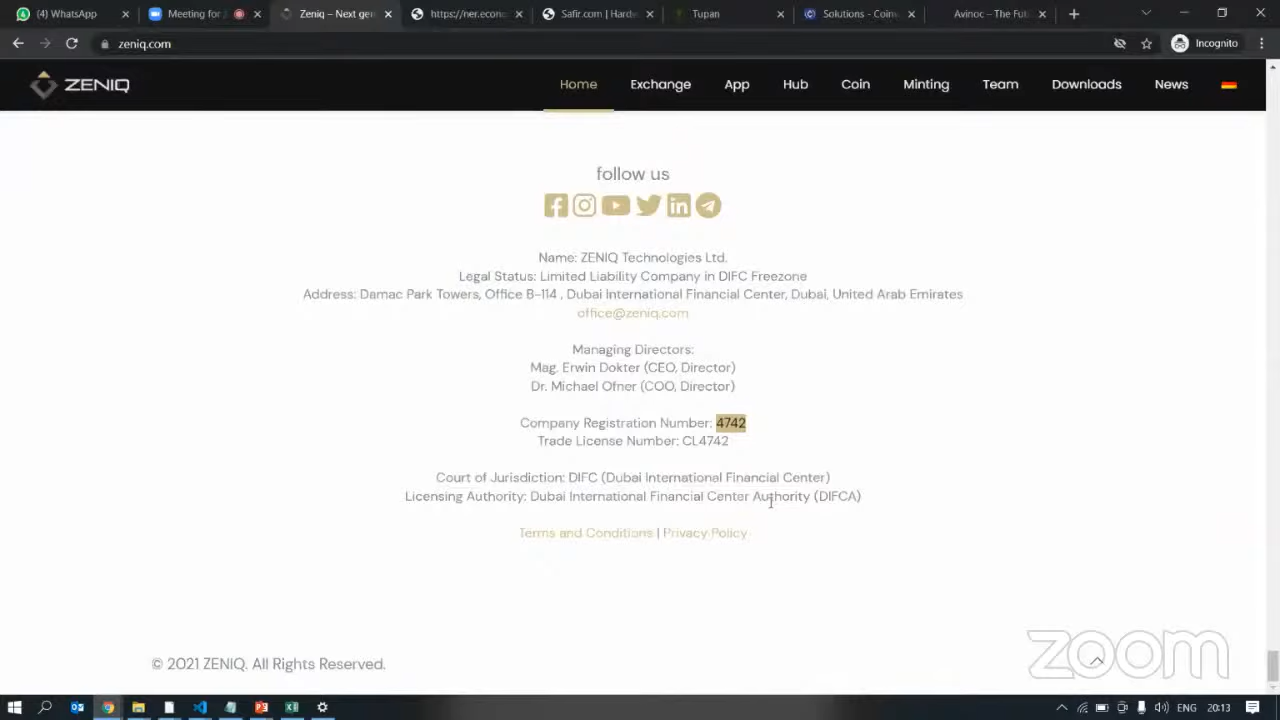 (4) WhatsApp
Meeting for
Zeniq – Next gen
https://ner.econo
Safir.com | Hardw
Tupan
Solutions - Coinv
Avinoc – The Fut
zeniq.com
Incognito
ZENIQ
Home
Exchange
App
Hub
Coin
Minting
Team
Downloads
News
follow us
Name: ZENIQ Technologies Ltd.
Legal Status: Limited Liability Company in DIFC Freezone
Address: Damac Park Towers, Office B-114 , Dubai International Financial Center, Dubai, United Arab Emirates
office@zeniq.com
Managing Directors:
Mag. Erwin Dokter (CEO, Director)
Dr. Michael Ofner (COO, Director)
Company Registration Number: 4742
Trade License Number: CL4742
Court of Jurisdiction: DIFC (Dubai International Financial Center)
Licensing Authority: Dubai International Financial Center Authority (DIFCA)
Terms and Conditions | Privacy Policy
© 2021 ZENIQ. All Rights Reserved.
zoom
ENG
20:13